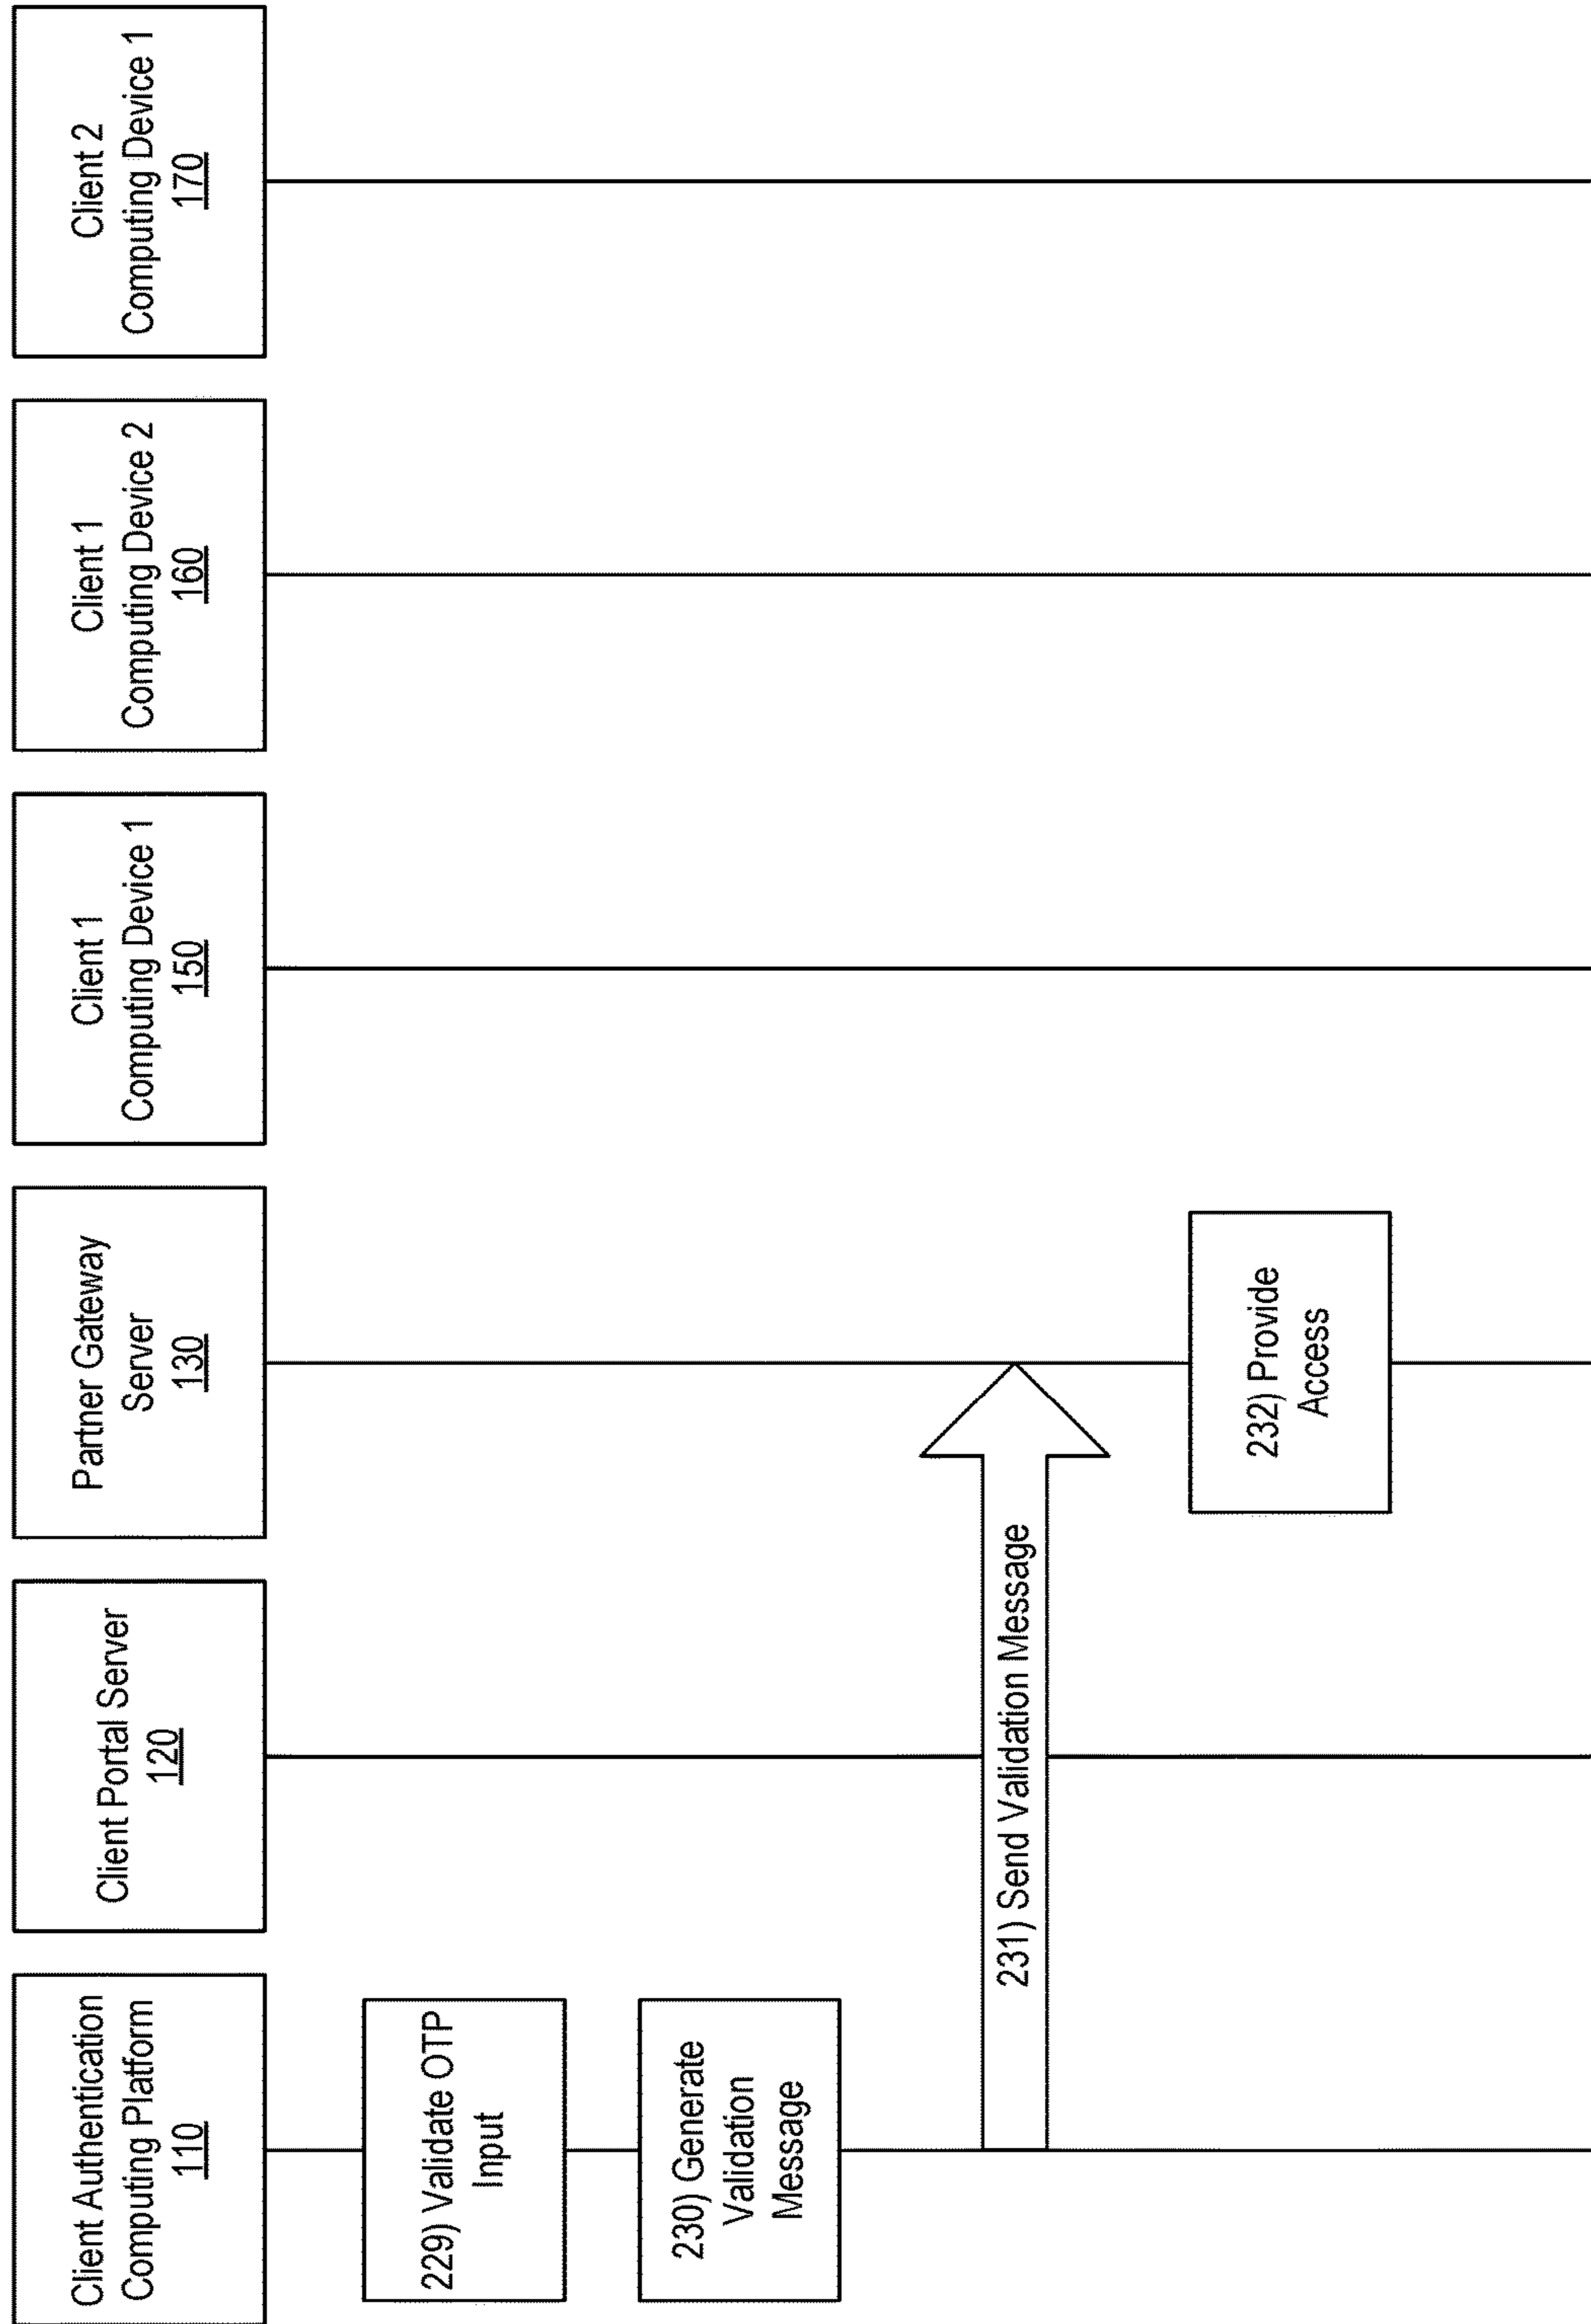 Client Authentication
Computing Platform
110
Client Portal Server
120
Partner Gateway
Server
130
Client 1
Computing Device 1
150
Client 1
Computing Device 2
160
Client 2
Computing Device 1
170
229) Validate OTP
Input
230) Generate
Validation
Message
231) Send Validation Message
232) Provide
Access